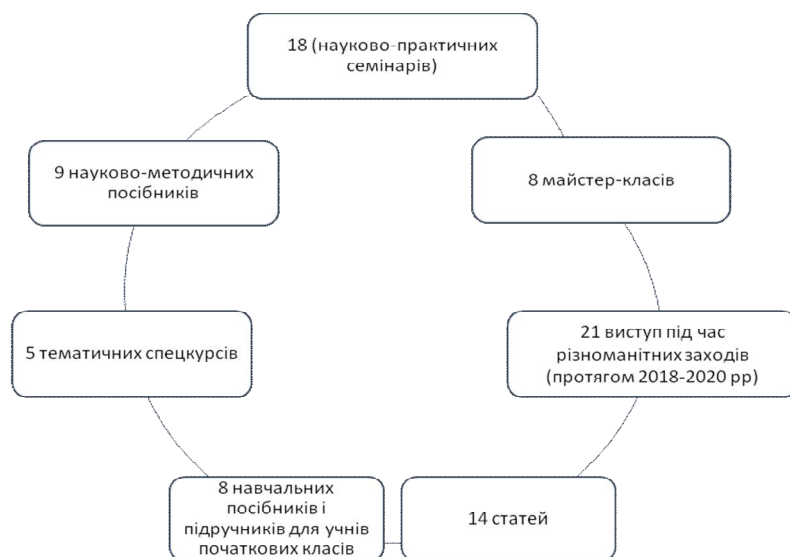 18 (науково-практичних
семінарів)
8 майстер-класів
21 виступ під час
різноманітних заходів
(протягом 2018-2020 рр)
14 статей
8 навчальних
посібників і
підручників для учнів
початкових класів
5 тематичних спецкурсів
9 науково-методичних
посібників